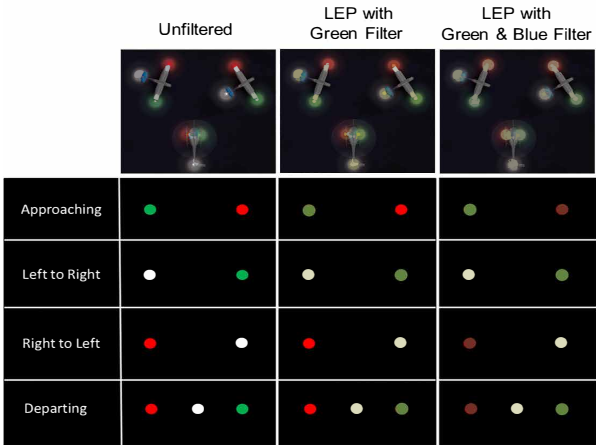 Unfiltered
LEP with
Green Filter
LEP with
Green & Blue Filter
Approaching
Left to Right
Right to Left
Departing